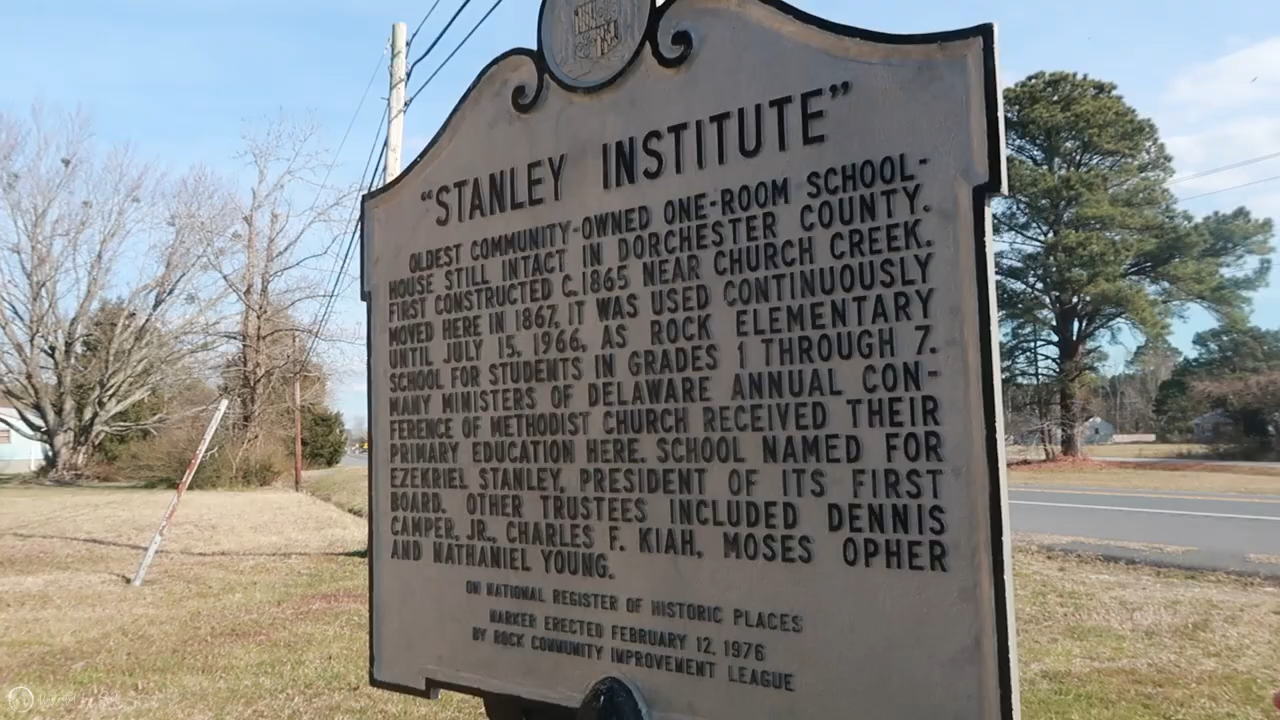 "STANLEY INSTITUTE"
OLDEST COMMUNITY-OWNED ONE-ROOM SCHOOL-
HOUSE STILL INTACT IN DORCHESTER COUNTY.
FIRST CONSTRUCTED C. 1865 NEAR CHURCH CREEK.
MOVED HERE IN 1867, IT WAS USED CONTINUOUSLY
UNTIL JULY 15, 1966, AS ROCK ELEMENTARY
SCHOOL FOR STUDENTS IN GRADES 1 THROUGH 7.
MANY MINISTERS OF DELAWARE ANNUAL CON-
FERENCE OF METHODIST CHURCH RECEIVED THEIR
PRIMARY EDUCATION HERE. SCHOOL NAMED FOR
EZEKRIEL STANLEY, PRESIDENT OF ITS FIRST
BOARD. OTHER TRUSTEES INCLUDED DENNIS
CAMPER, JR., CHARLES F. KIAH, MOSES OPHER
AND NATHANIEL YOUNG.
ON NATIONAL REGISTER OF HISTORIC PLACES
MARKER ERECTED FEBRUARY 12, 1976
BY ROCK COMMUNITY IMPROVEMENT LEAGUE